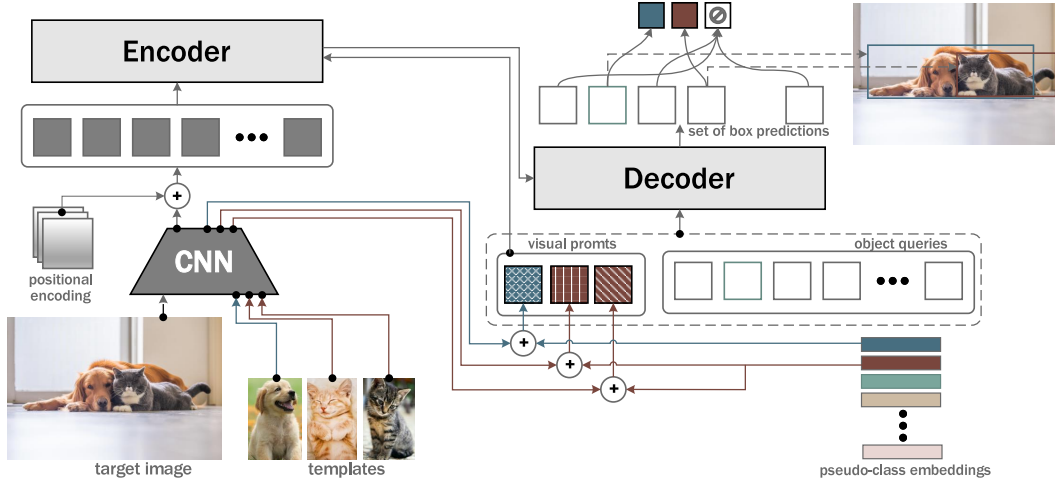 Encoder
set of box predictions
Decoder
+
positional
encoding
CNN
visual promts
object queries
+
+
+
target image
templates
pseudo-class embeddings